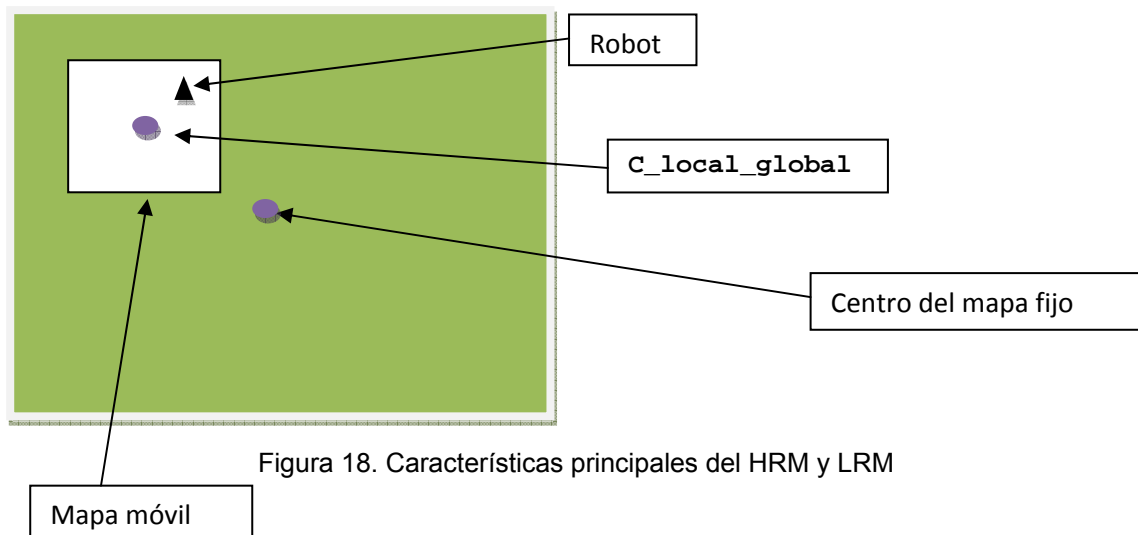 Robot
C_local_global
Centro del mapa fijo
Figura 18. Características principales del HRM y LRM
Mapa móvil